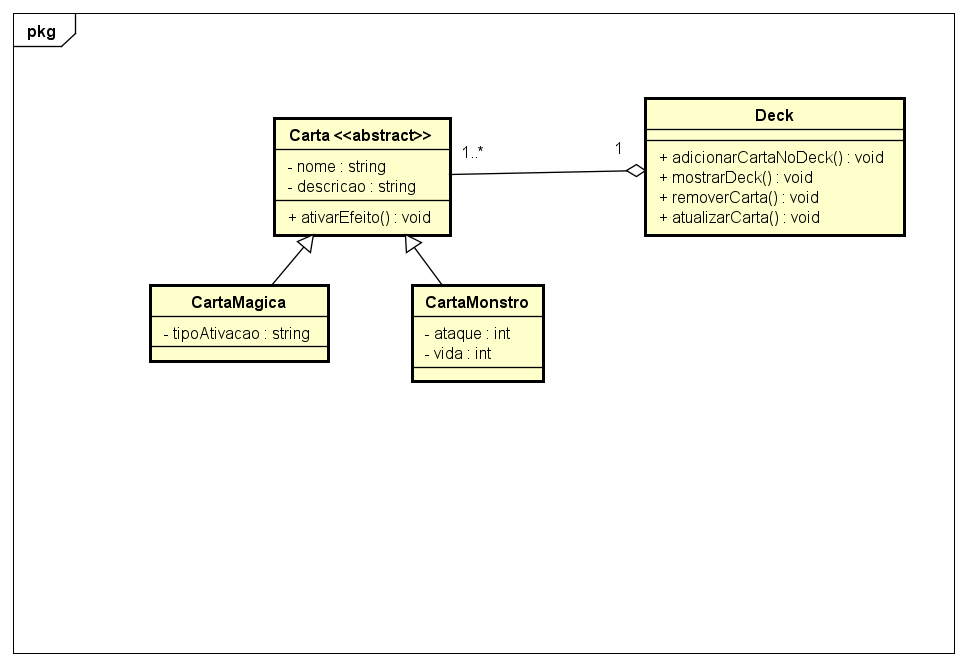 pkg
Carta <<abstract>>
- nome : string
- descricao : string
+ ativarEfeito() : void
1..*
1
Deck
+ adicionarCartaNoDeck() : void
+ mostrarDeck() : void
+ removerCarta() : void
+ atualizarCarta() : void
CartaMagica
- tipoAtivacao : string
CartaMonstro
- ataque : int
- vida : int